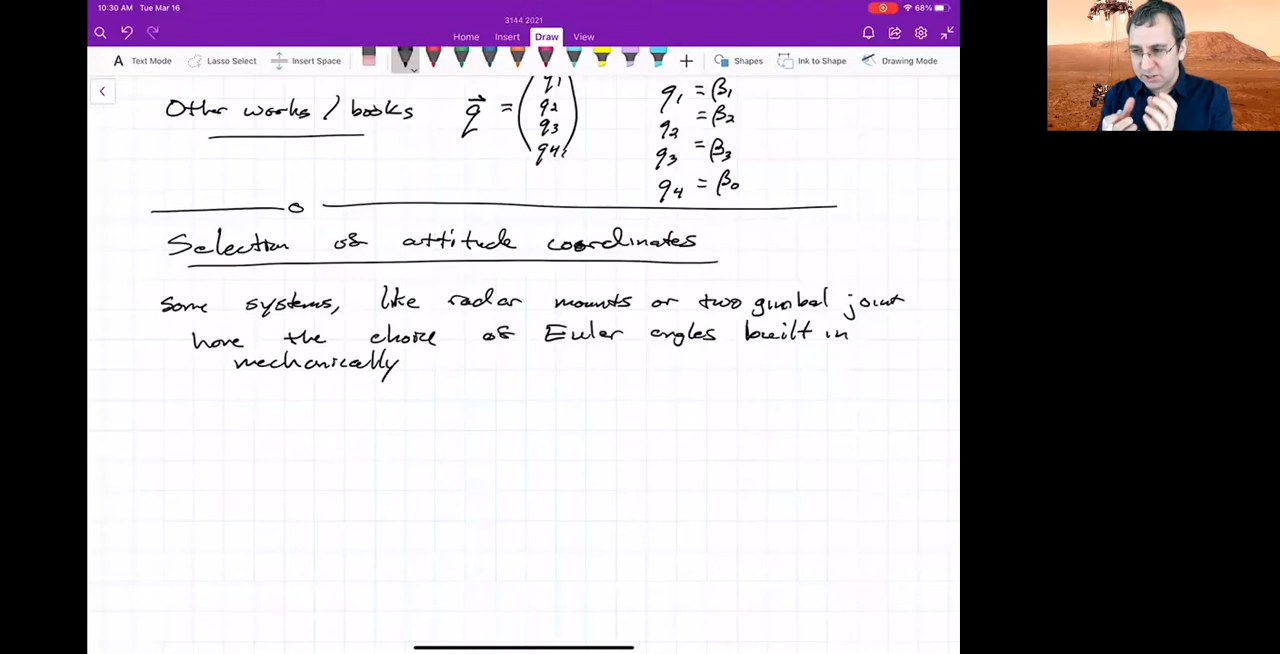 10:30 AM Tue Mar 16
68%
3144 2021
Home Insert Draw View
Text Mode Lasso Select Insert Space Shapes Ink to Shape Drawing Mode
Other works / books
q = (q1 q2 q3 q4)
q1 = β1
q2 = β2
q3 = β3
q4 = β0
Selection of attitude coordinates
Some systems, like radar mounts or two gimbal joint
have the choice of Euler angles built in
mechanically